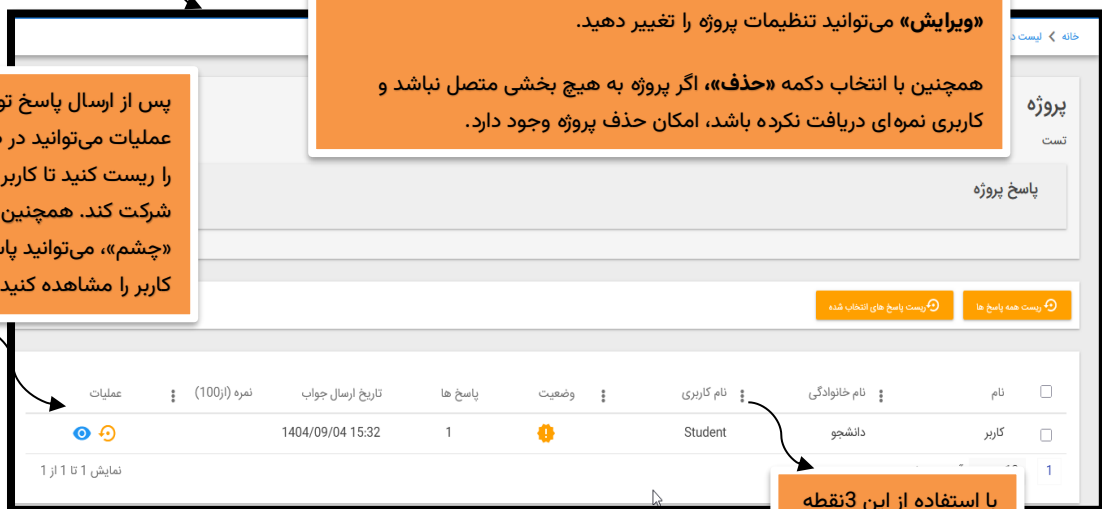 «ویرایش» می‌توانید تنظیمات پروژه را تغییر دهید.
همچنین با انتخاب دکمه «حذف»، اگر پروژه به هیچ بخشی متصل نباشد و
کاربری نمره‌ای دریافت نکرده باشد، امکان حذف پروژه وجود دارد.
خانه
لیست
پروژه
تست
پاسخ پروژه
پس از ارسال پاسخ
عملیات می‌توانید در
را ریست کنید تا کاربر
شرکت کند. همچنین
«چشم»، می‌توانید
کاربر را مشاهده کنید
ریست همه پاسخ ها
ریست پاسخ های انتخاب شده
نام نام خانوادگی نام کاربری وضعیت پاسخ ها تاریخ ارسال جواب نمره (از100) عملیات
کاربر دانشجو Student 1 1404/09/04 15:32
1
نمایش 1 تا 1 از 1
با استفاده از این 3نقطه